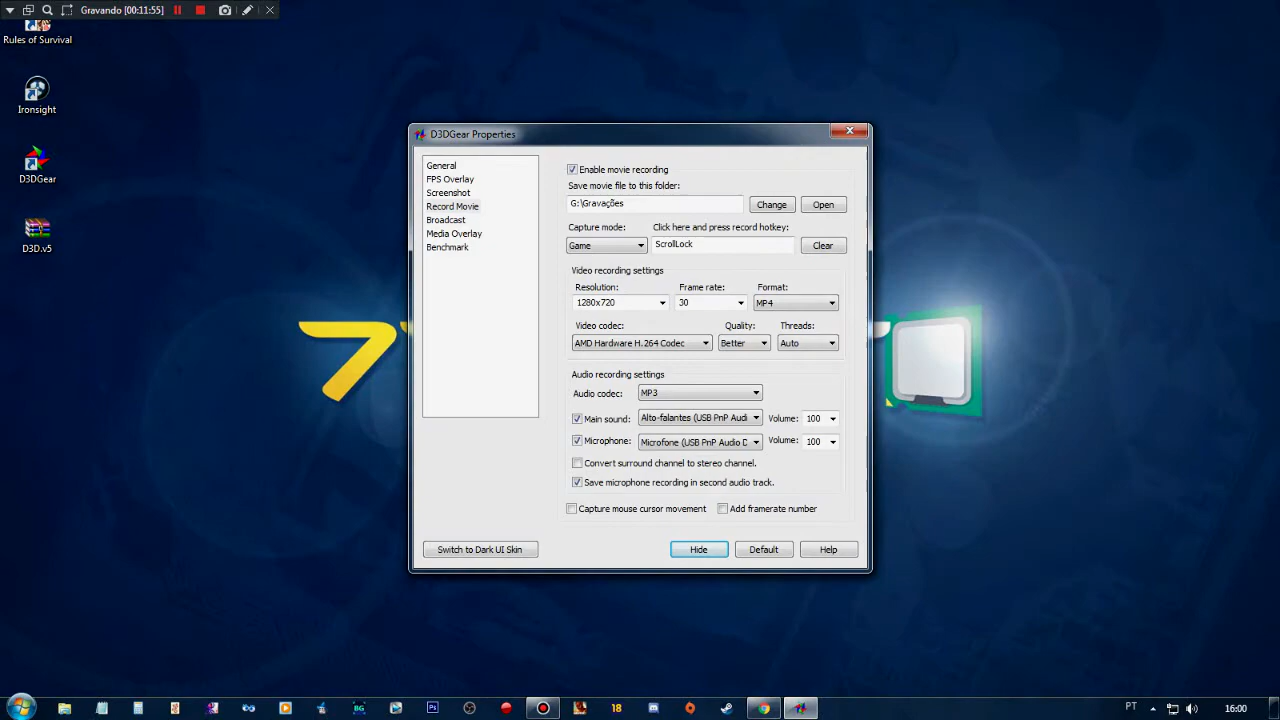 Gravando [00:11:55]
Rules of Survival
Ironsight
D3DGear
D3D.v5
D3DGear Properties
General
FPS Overlay
Screenshot
Record Movie
Broadcast
Media Overlay
Benchmark
Enable movie recording
Save movie file to this folder:
G:\Gravações
Change
Open
Capture mode:
Click here and press record hotkey:
Game
ScrolLock
Clear
Video recording settings
Resolution:
Frame rate:
Format:
1280x720
30
MP4
Video codec:
Quality:
Threads:
AMD Hardware H.264 Codec
Better
Auto
Audio recording settings
Audio codec:
MP3
Main sound:
Alto-falantes (USB PnP Audi
Volume:
100
Microphone:
Microfone (USB PnP Audio D
Volume:
100
Convert surround channel to stereo channel.
Save microphone recording in second audio track.
Capture mouse cursor movement
Add framerate number
Switch to Dark UI Skin
Hide
Default
Help
7
BG
Ps
18
PT
16:00